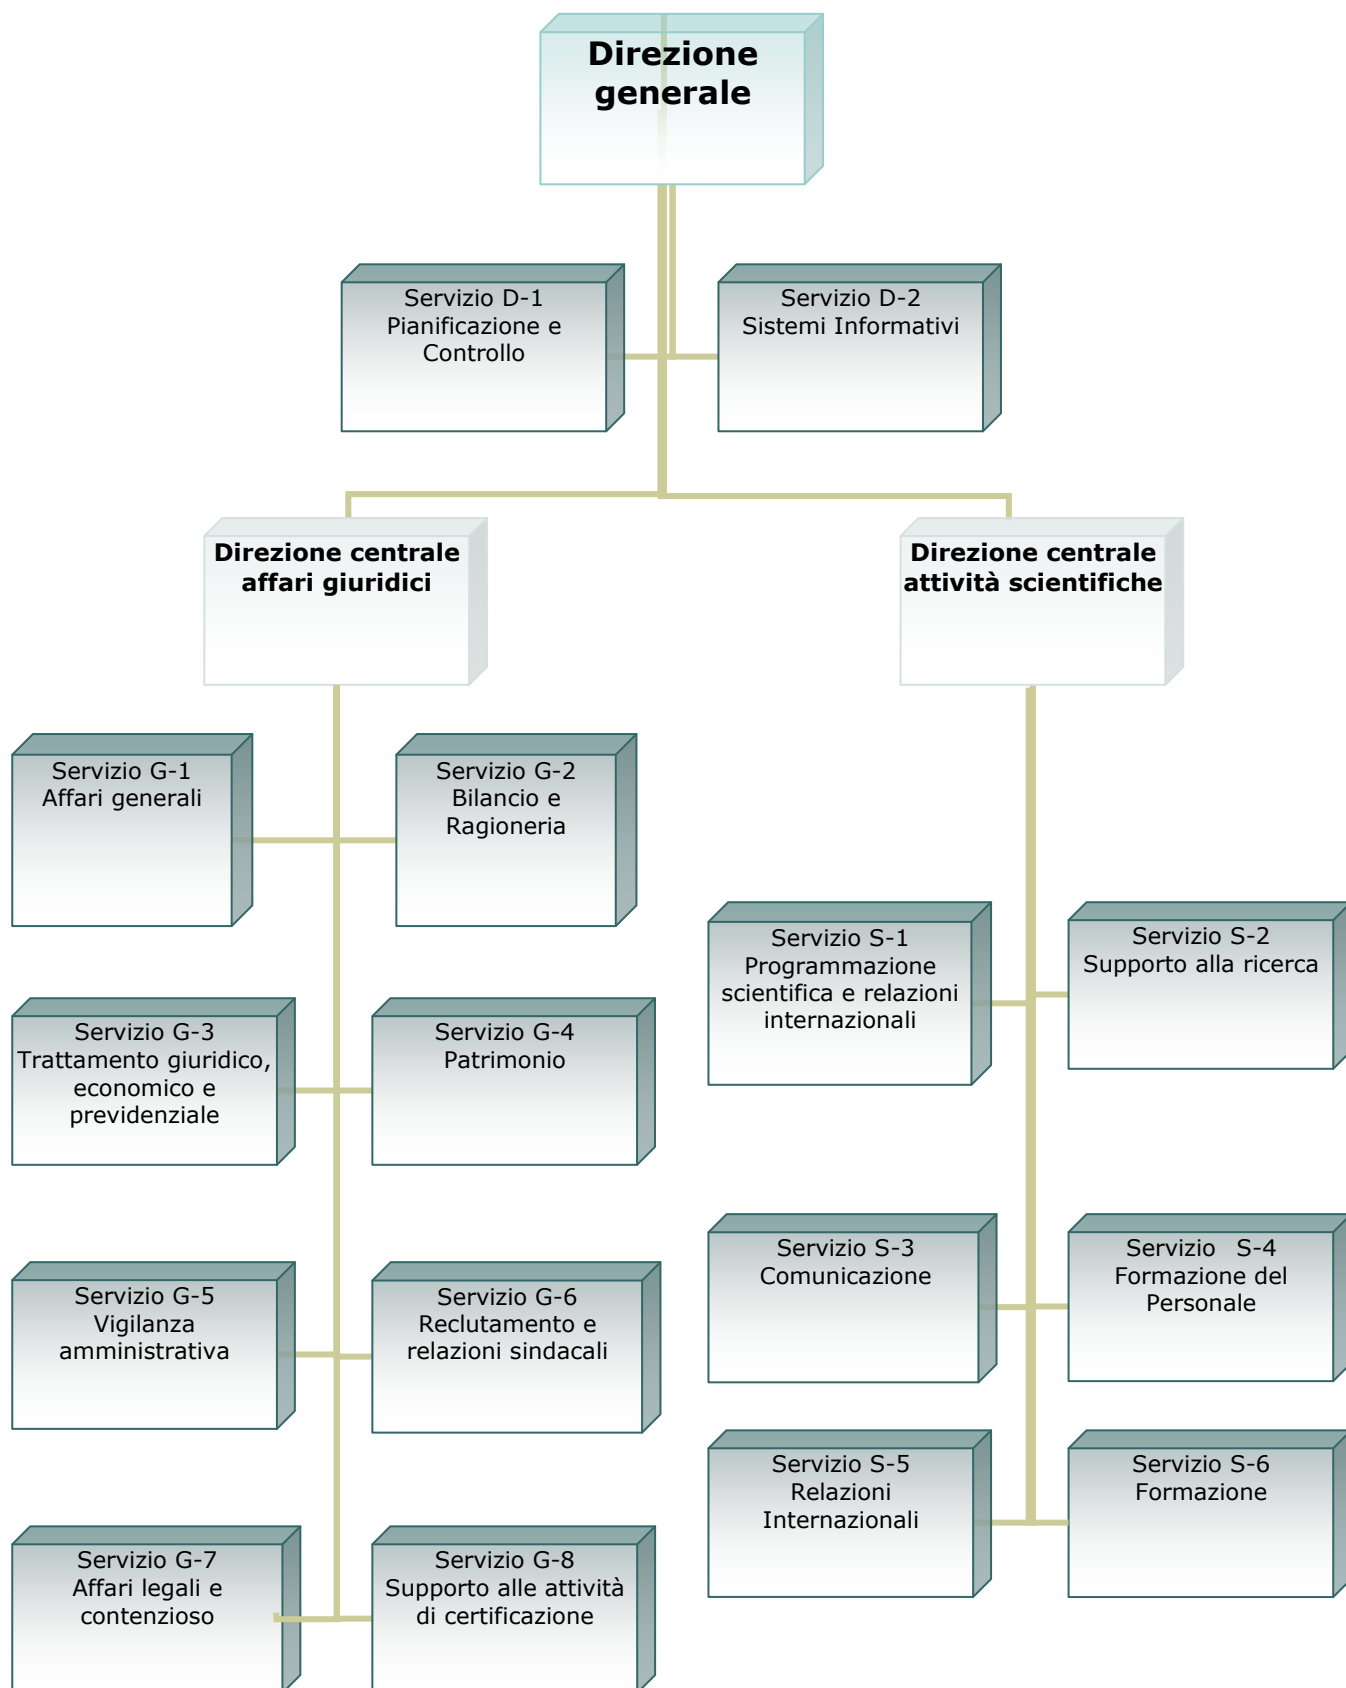 Direzione
generale
Servizio D-1
Pianificazione e
Controllo
Servizio D-2
Sistemi Informativi
Direzione centrale
affari giuridici
Direzione centrale
attività scientifiche
Servizio G-1
Affari generali
Servizio G-2
Bilancio e
Ragioneria
Servizio S-1
Programmazione
scientifica e relazioni
internazionali
Servizio S-2
Supporto alla ricerca
Servizio G-3
Trattamento giuridico,
economico e
previdenziale
Servizio G-4
Patrimonio
Servizio S-3
Comunicazione
Servizio S-4
Formazione del
Personale
Servizio G-5
Vigilanza
amministrativa
Servizio G-6
Reclutamento e
relazioni sindacali
Servizio S-5
Relazioni
Internazionali
Servizio S-6
Formazione
Servizio G-7
Affari legali e
contenzioso
Servizio G-8
Supporto alle attività
di certificazione